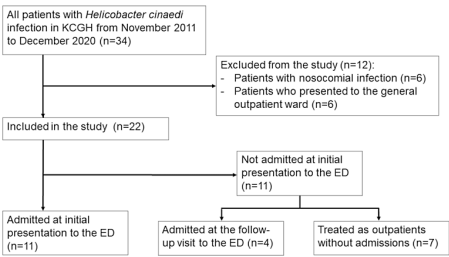 All patients with Helicobacter cinaedi
infection in KCGH from November 2011
to December 2020 (n=34)
Excluded from the study (n=12):
- Patients with nosocomial infection (n=6)
- Patients who presented to the general
outpatient ward (n=6)
Included in the study (n=22)
Not admitted at initial
presentation to the ED
(n=11)
Admitted at initial
presentation to the ED
(n=11)
Admitted at the follow-
up visit to the ED (n=4)
Treated as outpatients
without admissions (n=7)